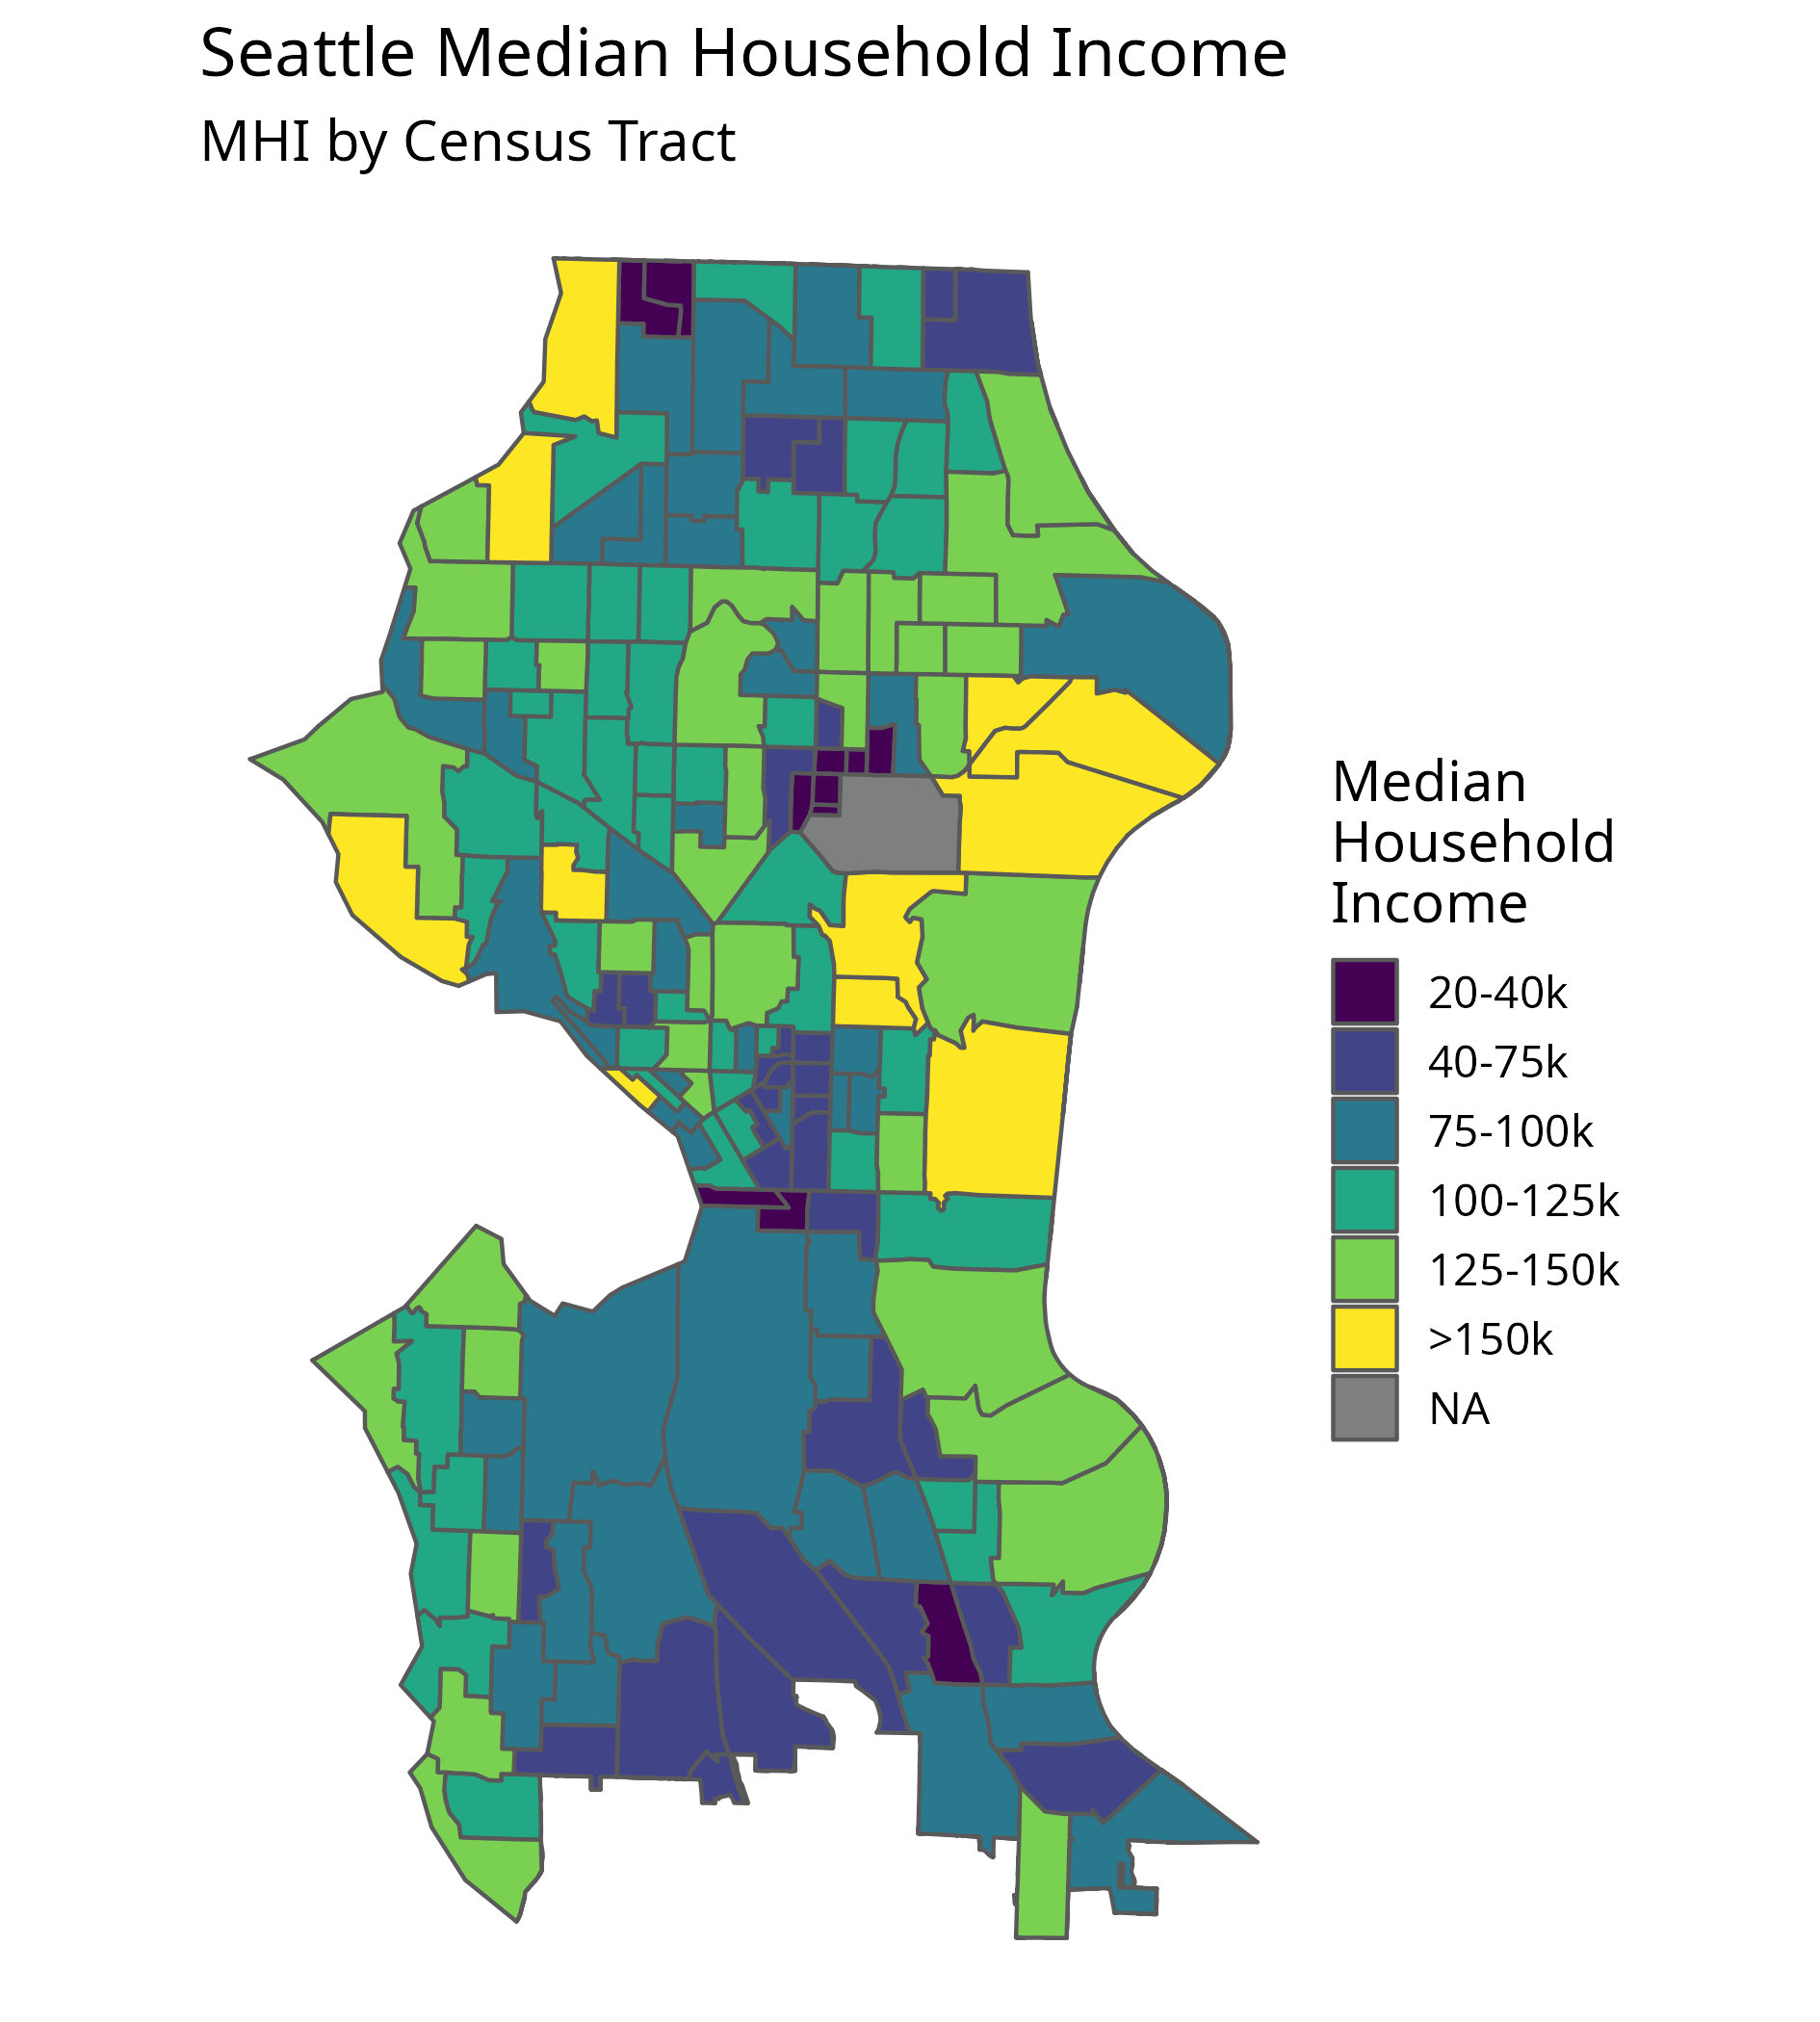 Seattle Median Household Income
MHI by Census Tract
Median
Household
Income
20-40k
40-75k
75-100k
100-125k
125-150k
>150k
NA